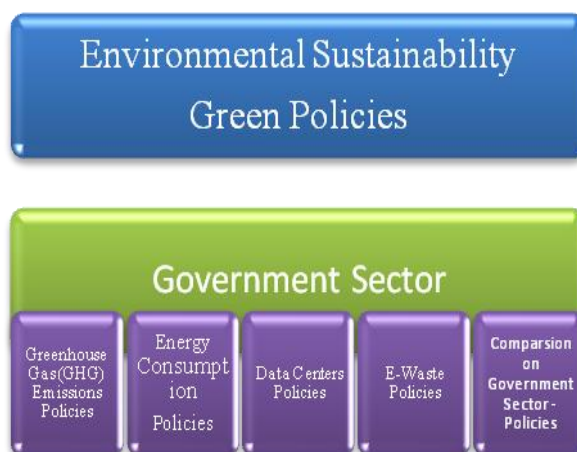 Environmental Sustainability
Green Policies
Government Sector
Greenhouse
Gas(GHG)
Emissions
Policies
Energy
Consumpt
ion
Policies
Data Centers
Policies
E-Waste
Policies
Comparsion
on
Government
Sector-
Policies